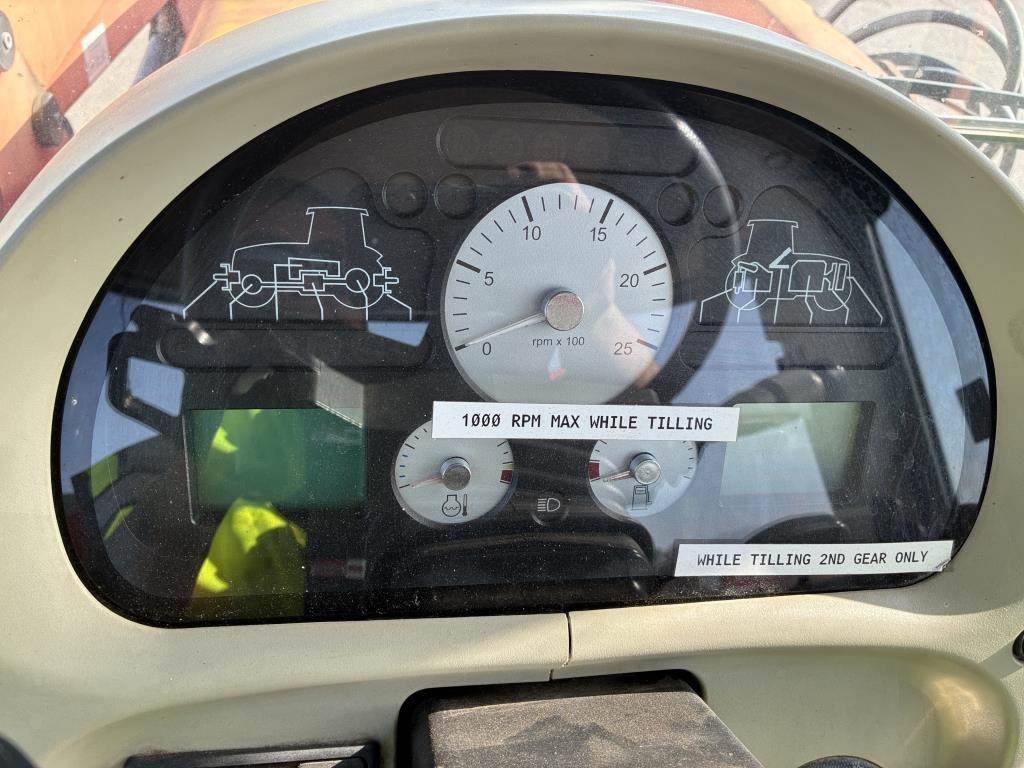 10
15
5
20
0
25
rpm x 100
1000 RPM MAX WHILE TILLING
WHILE TILLING 2ND GEAR ONLY